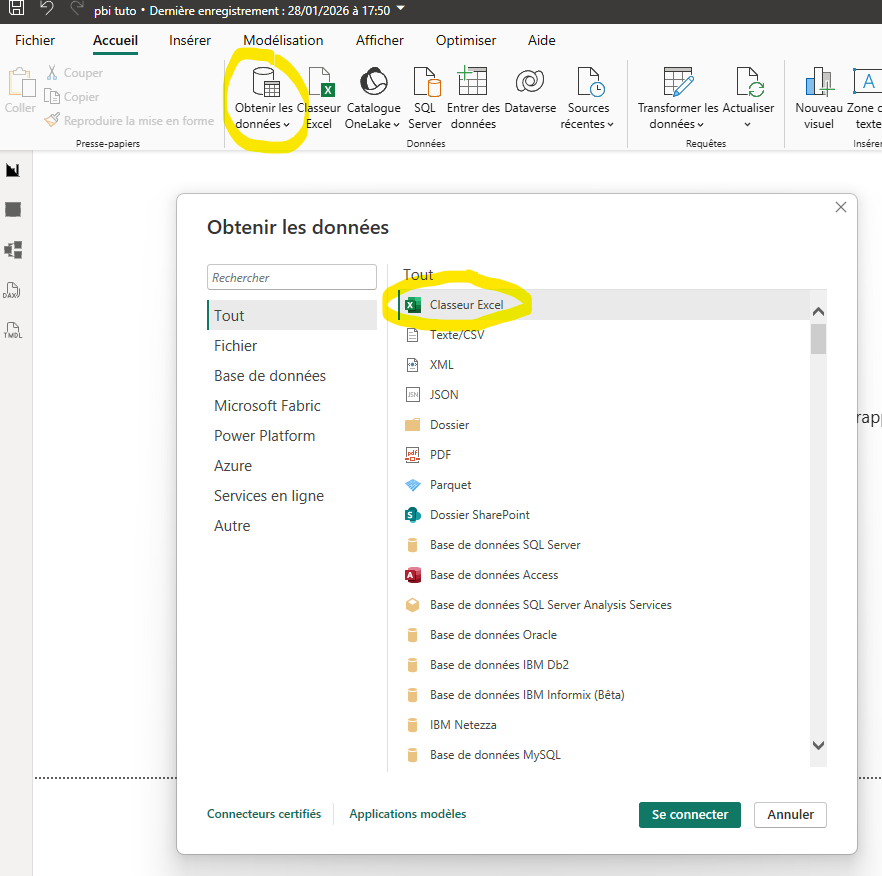 pbi tuto • Dernière enregistrement : 28/01/2026 à 17:50
Fichier Accueil Insérer Modélisation Afficher Optimiser Aide
Coller
Couper
Copier
Reproduire la mise en forme
Presse-papiers
Obtenir les données
Classeur Excel
Catalogue OneLake
SQL Server
Entrer des données
Dataverse
Sources récentes
Données
Transformer les données
Actualiser
Requêtes
Nouveau visuel
Zone de texte
Insérer
DAX
TMDL
Obtenir les données
Rechercher
Tout
Fichier
Base de données
Microsoft Fabric
Power Platform
Azure
Services en ligne
Autre
Tout
Classeur Excel
Texte/CSV
XML
JSON
Dossier
PDF
Parquet
Dossier SharePoint
Base de données SQL Server
Base de données Access
Base de données SQL Server Analysis Services
Base de données Oracle
Base de données IBM Db2
Base de données IBM Informix (Bêta)
IBM Netezza
Base de données MySQL
Connecteurs certifiés
Applications modèles
Se connecter
Annuler